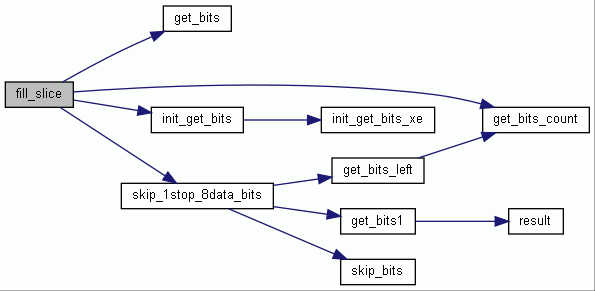 get_bits
fill_slice
init_get_bits
init_get_bits_xe
get_bits_count
get_bits_left
skip_1stop_8data_bits
get_bits1
result
skip_bits